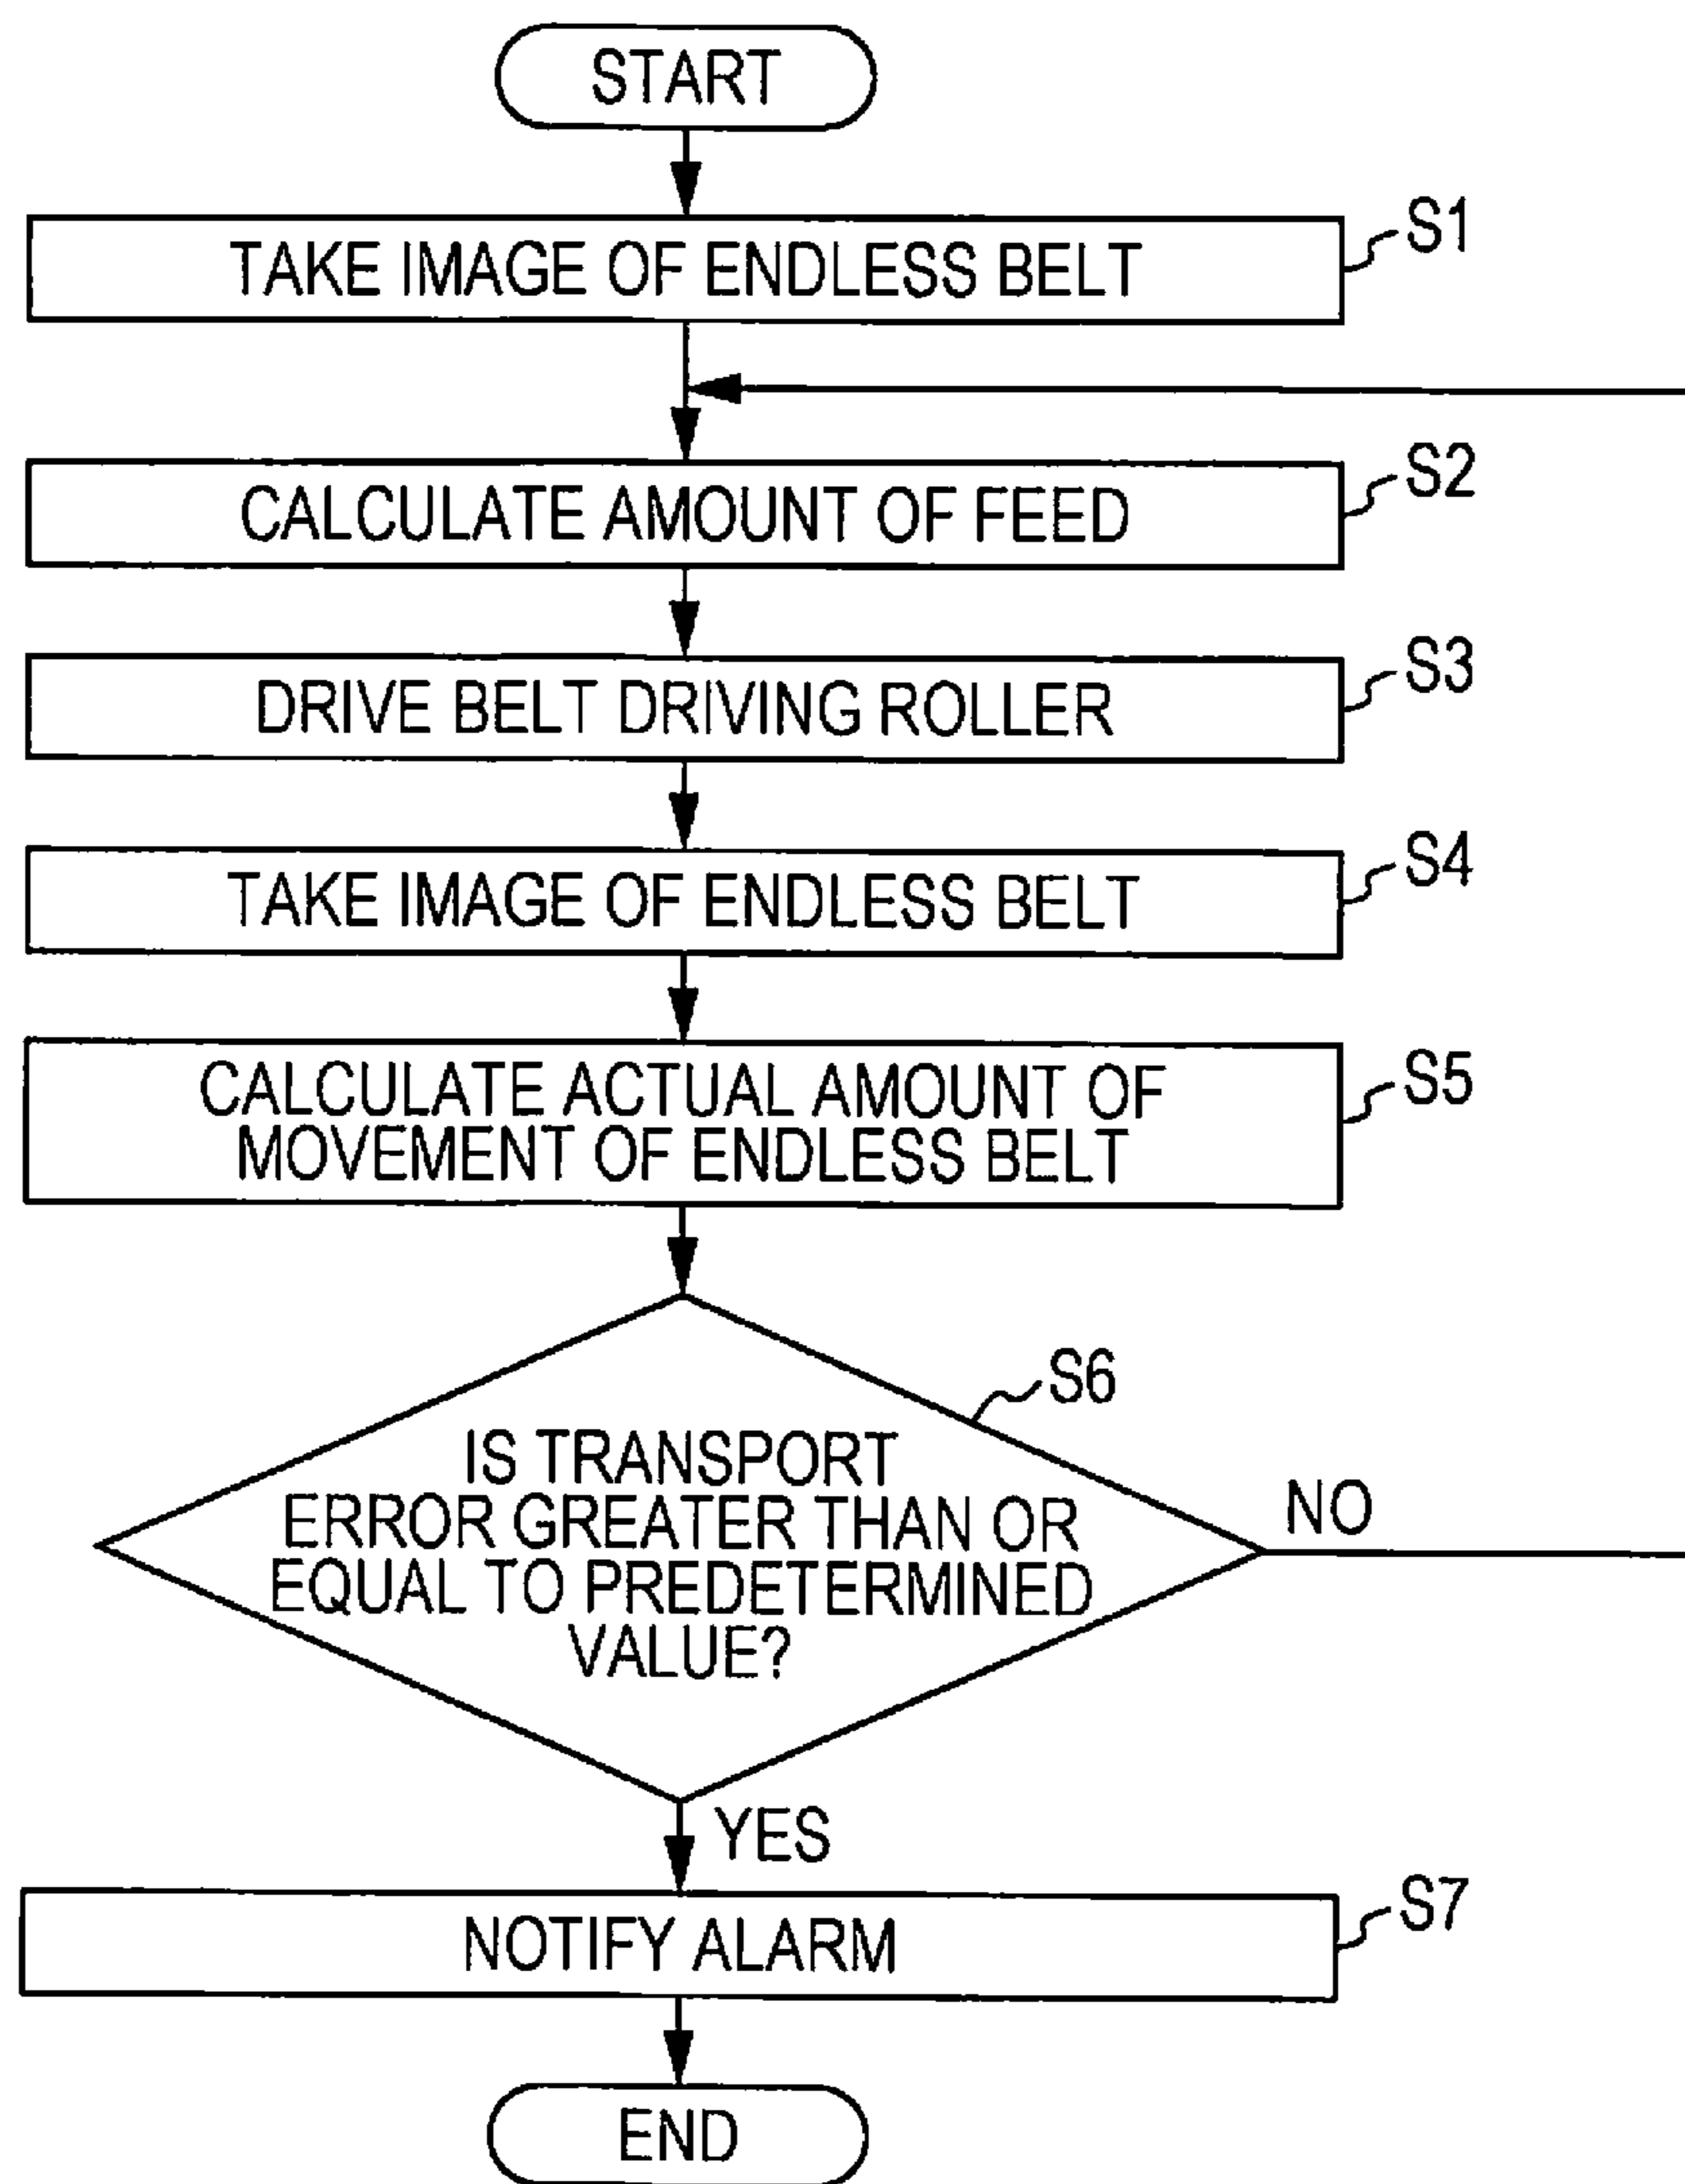 START
TAKE IMAGE OF ENDLESS BELT
S1
CALCULATE AMOUNT OF FEED
S2
DRIVE BELT DRIVING ROLLER
S3
TAKE IMAGE OF ENDLESS BELT
S4
CALCULATE ACTUAL AMOUNT OF
MOVEMENT OF ENDLESS BELT
S5
S6
IS TRANSPORT
ERROR GREATER THAN OR
EQUAL TO PREDETERMINED
VALUE?
NO
YES
NOTIFY ALARM
S7
END